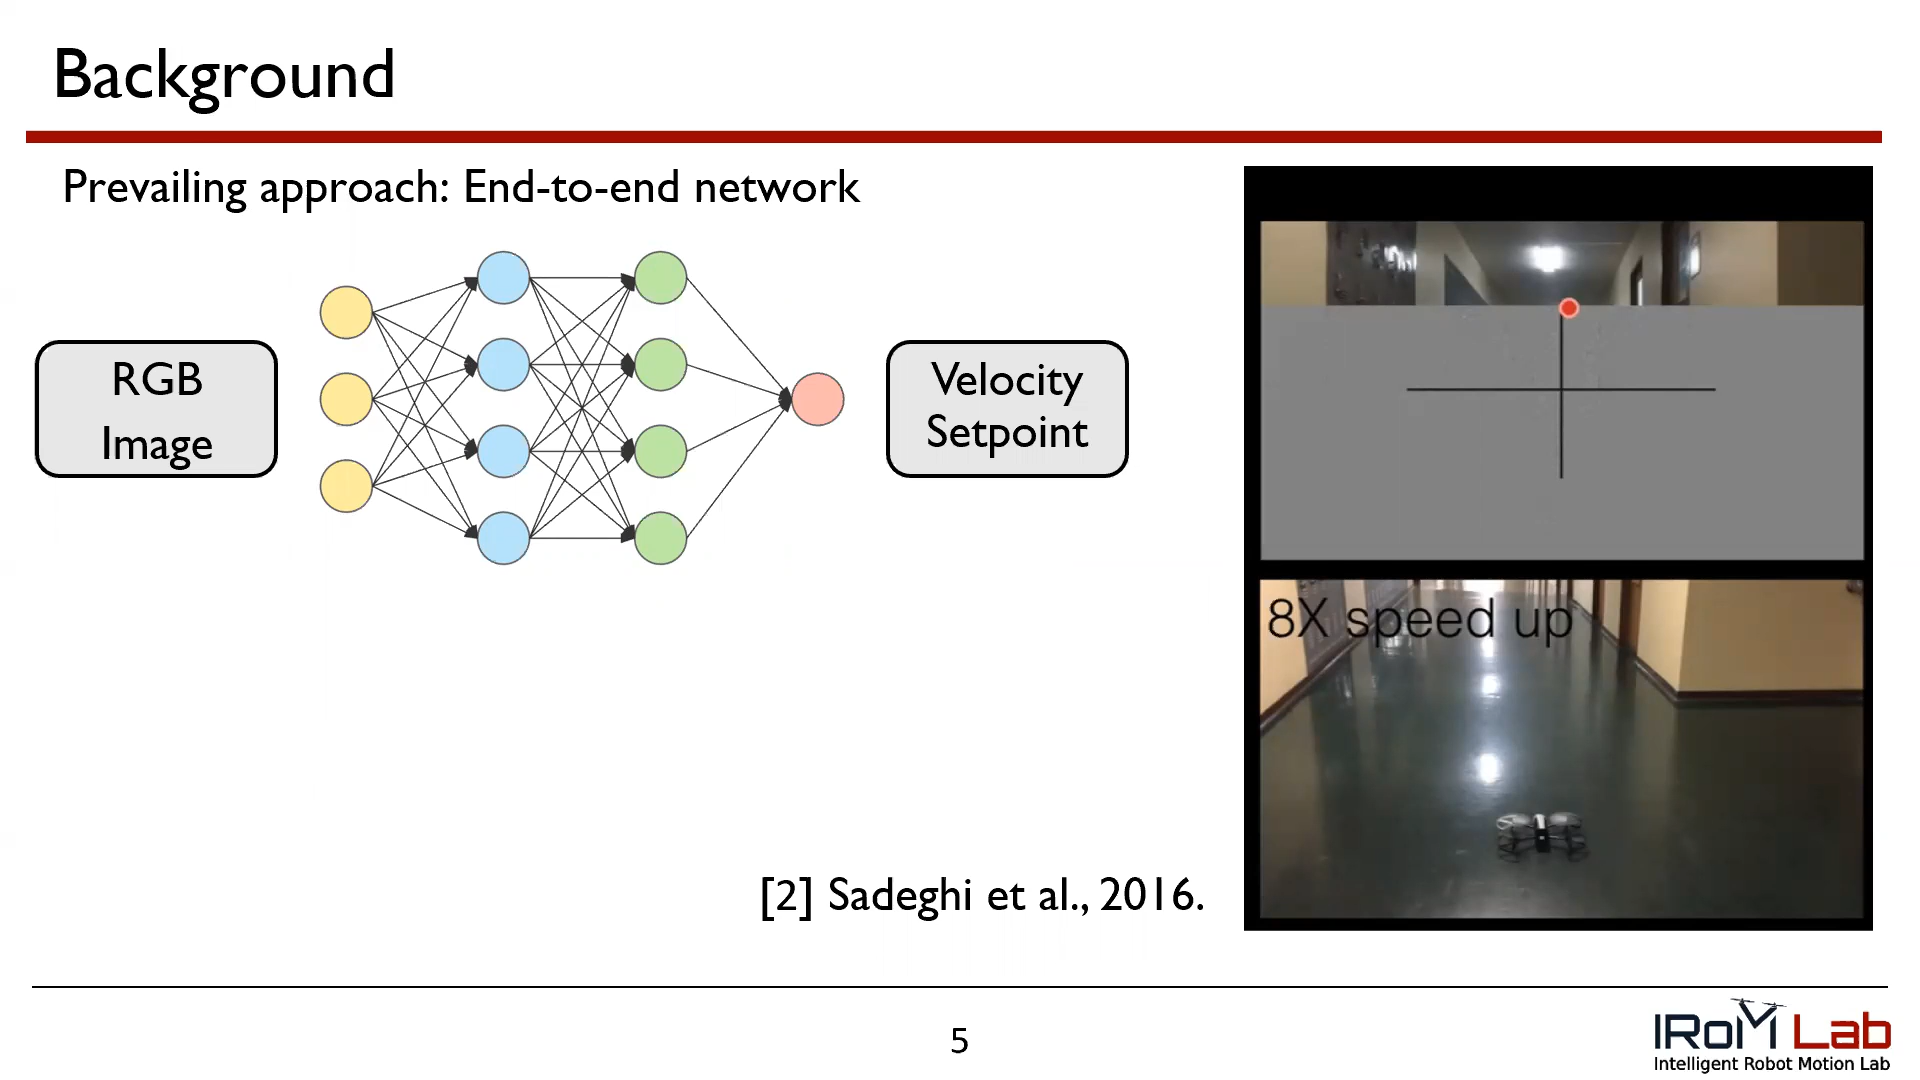 Background
Prevailing approach: End-to-end network
RGB
Image
Velocity
Setpoint
8X speed up
[2] Sadeghi et al., 2016.
5
IRoM Lab
Intelligent Robot Motion Lab